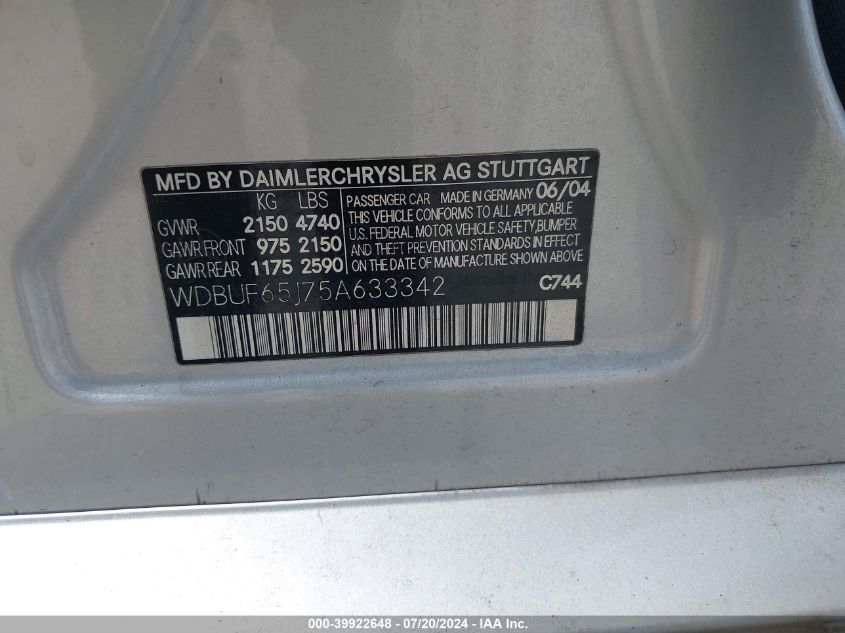 MFD BY DAIMLERCHRYSLER AG STUTTGART
KG LBS
GVWR 2150 4740
GAWR FRONT 975 2150
GAWR REAR 1175 2590
PASSENGER CAR MADE IN GERMANY 06/04
THIS VEHICLE CONFORMS TO ALL APPLICABLE
U.S. FEDERAL MOTOR VEHICLE SAFETY, BUMPER
AND THEFT PREVENTION STANDARDS IN EFFECT
ON THE DATE OF MANUFACTURE SHOWN ABOVE
WDBUF65J75A633342 C744
000-39922648 - 07/20/2024 - IAA Inc.